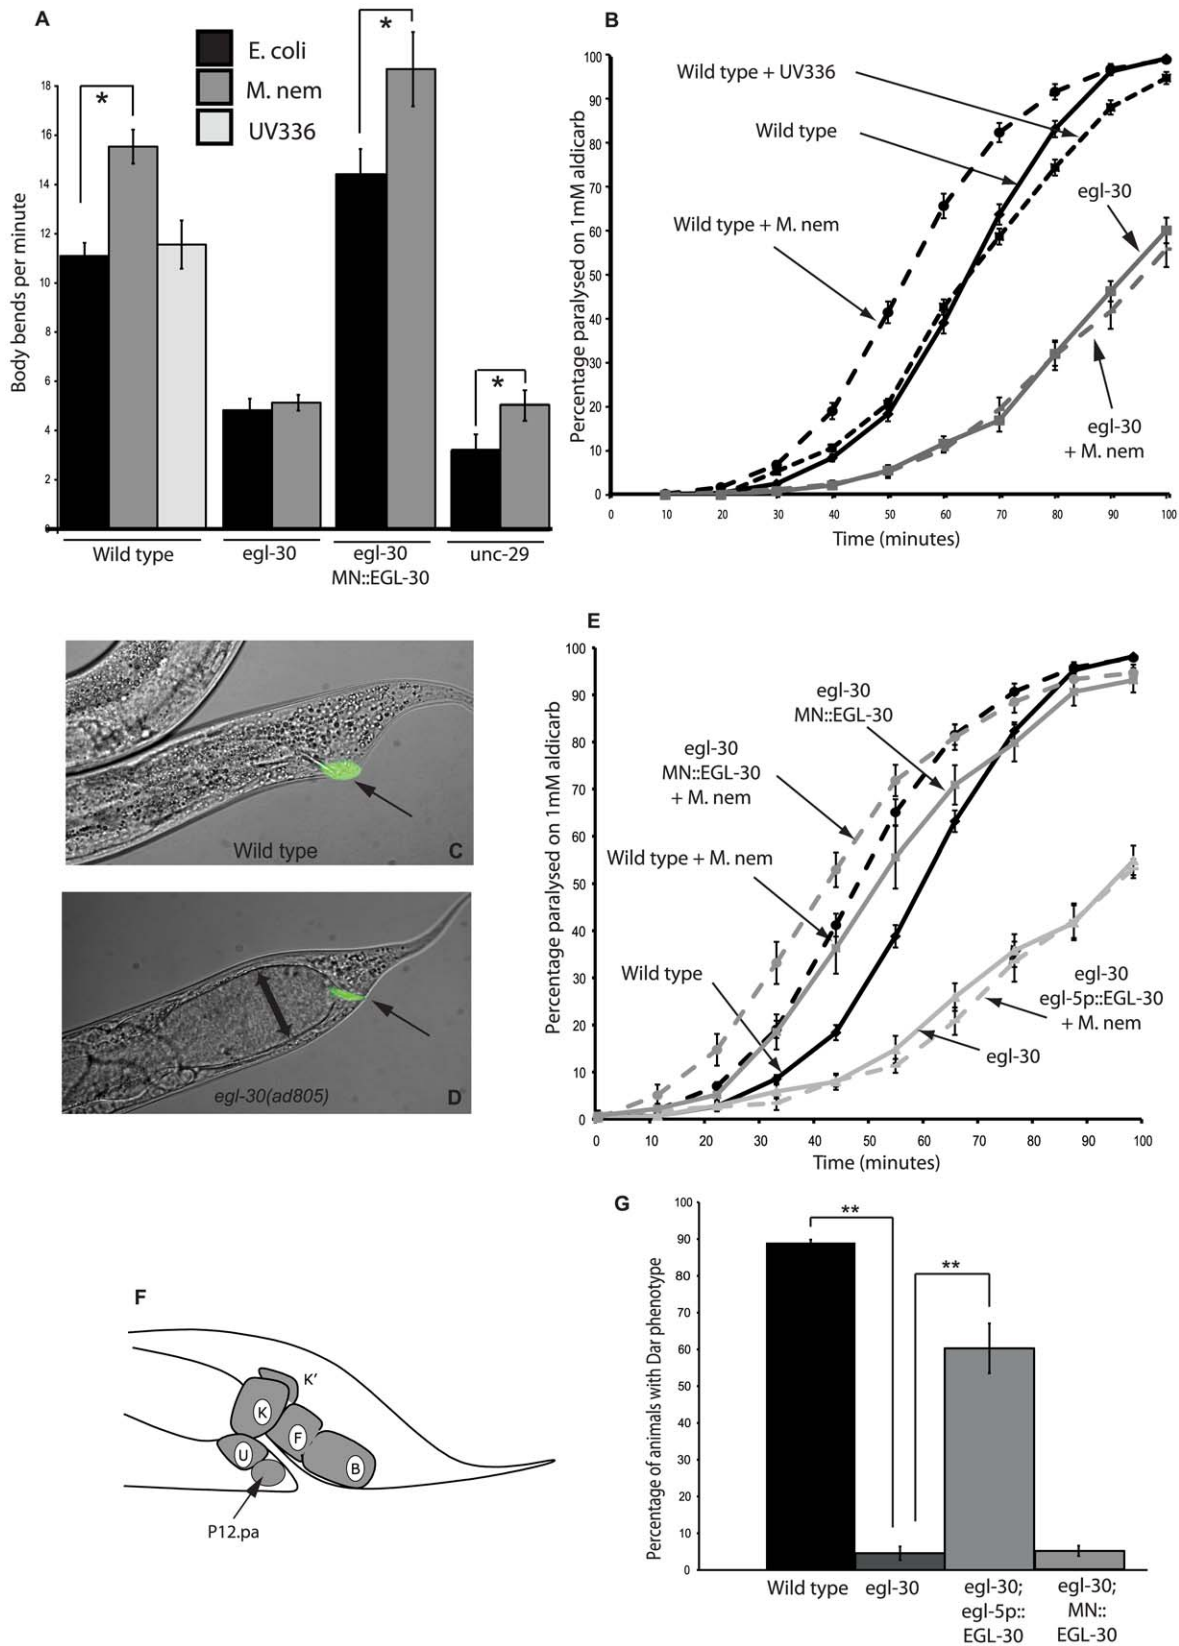 A
E. coli
M. nem
UV336
*
*
*
Body bends per minute
18
16
14
12
10
8
6
4
2
0
Wild type
egl-30
egl-30
MN::EGL-30
unc-29
B
Percentage paralysed on 1mM aldicarb
100
90
80
70
60
50
40
30
20
10
0
Wild type + UV336
Wild type
Wild type + M. nem
egl-30
egl-30
+ M. nem
0 10 20 30 40 50 60 70 80 90 100
Time (minutes)
Wild type
C
egl-30(ad805)
D
E
Percentage paralysed on 1mM aldicarb
100
90
80
70
60
50
40
30
20
10
0
egl-30
MN::EGL-30
egl-30
MN::EGL-30
+ M. nem
Wild type + M. nem
Wild type
egl-30
egl-5p::EGL-30
+ M. nem
egl-30
0 10 20 30 40 50 60 70 80 90 100
Time (minutes)
F
K'
K
F
U
B
P12.pa
G
Percentage of animals with Dar phenotype
100
90
80
70
60
50
40
30
20
10
0
**
**
Wild type
egl-30
egl-30;
egl-5p::
EGL-30
egl-30;
MN::
EGL-30